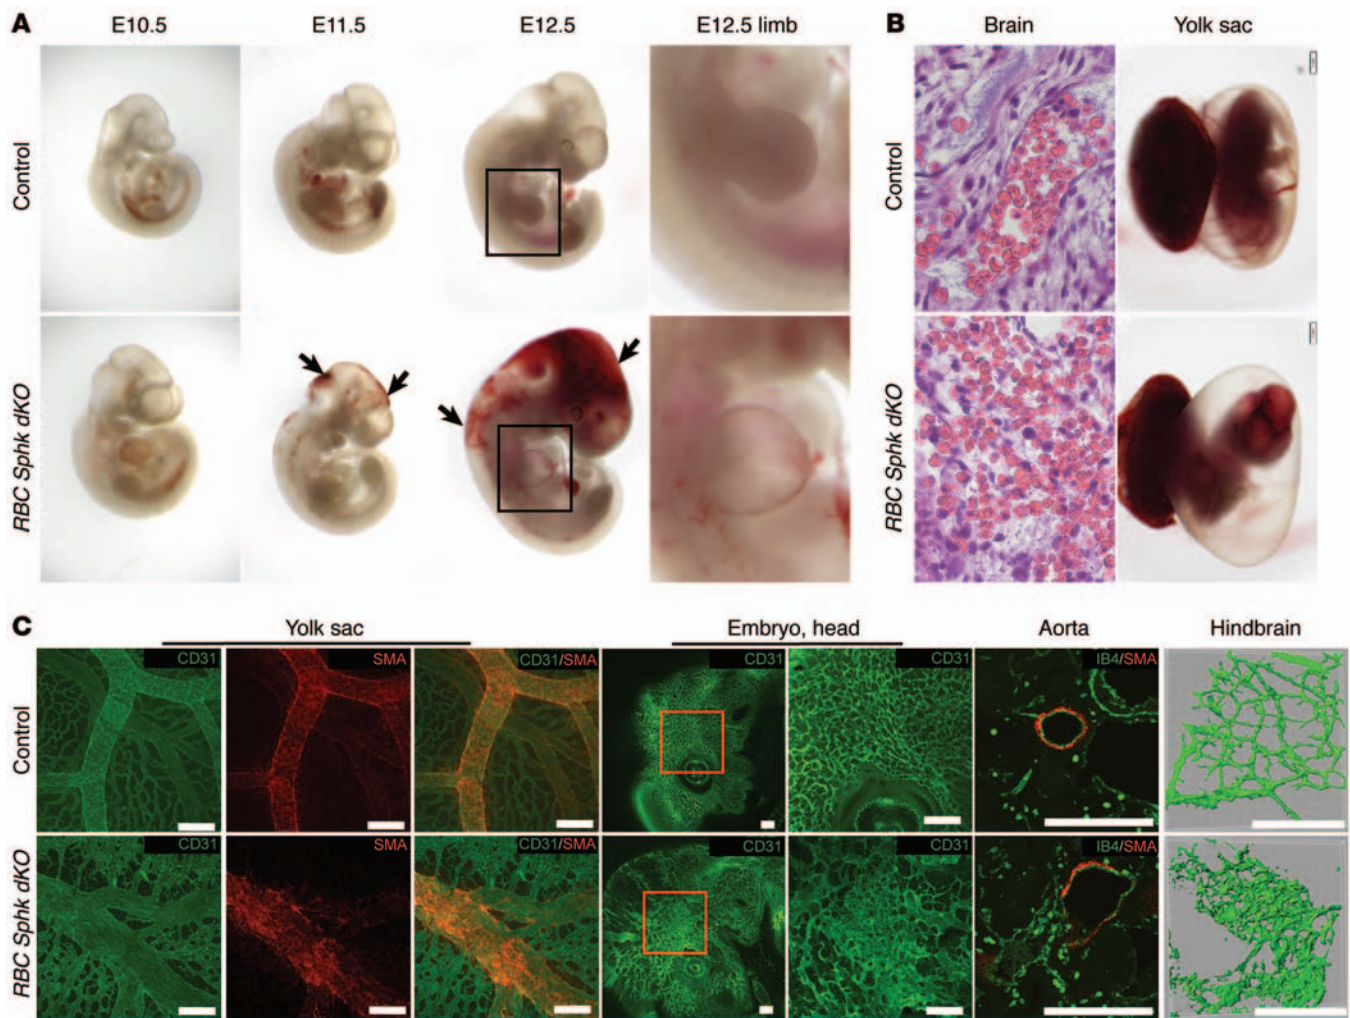 A E10.5 E11.5 E12.5 E12.5 limb B Brain Yolk sac
Control
Control
RBC Sphk dKO
RBC Sphk dKO
C Yolk sac Embryo, head Aorta Hindbrain
Control
CD31 SMA CD31/SMA CD31 CD31 IB4/SMA
RBC Sphk dKO
CD31 SMA CD31/SMA CD31 CD31 IB4/SMA